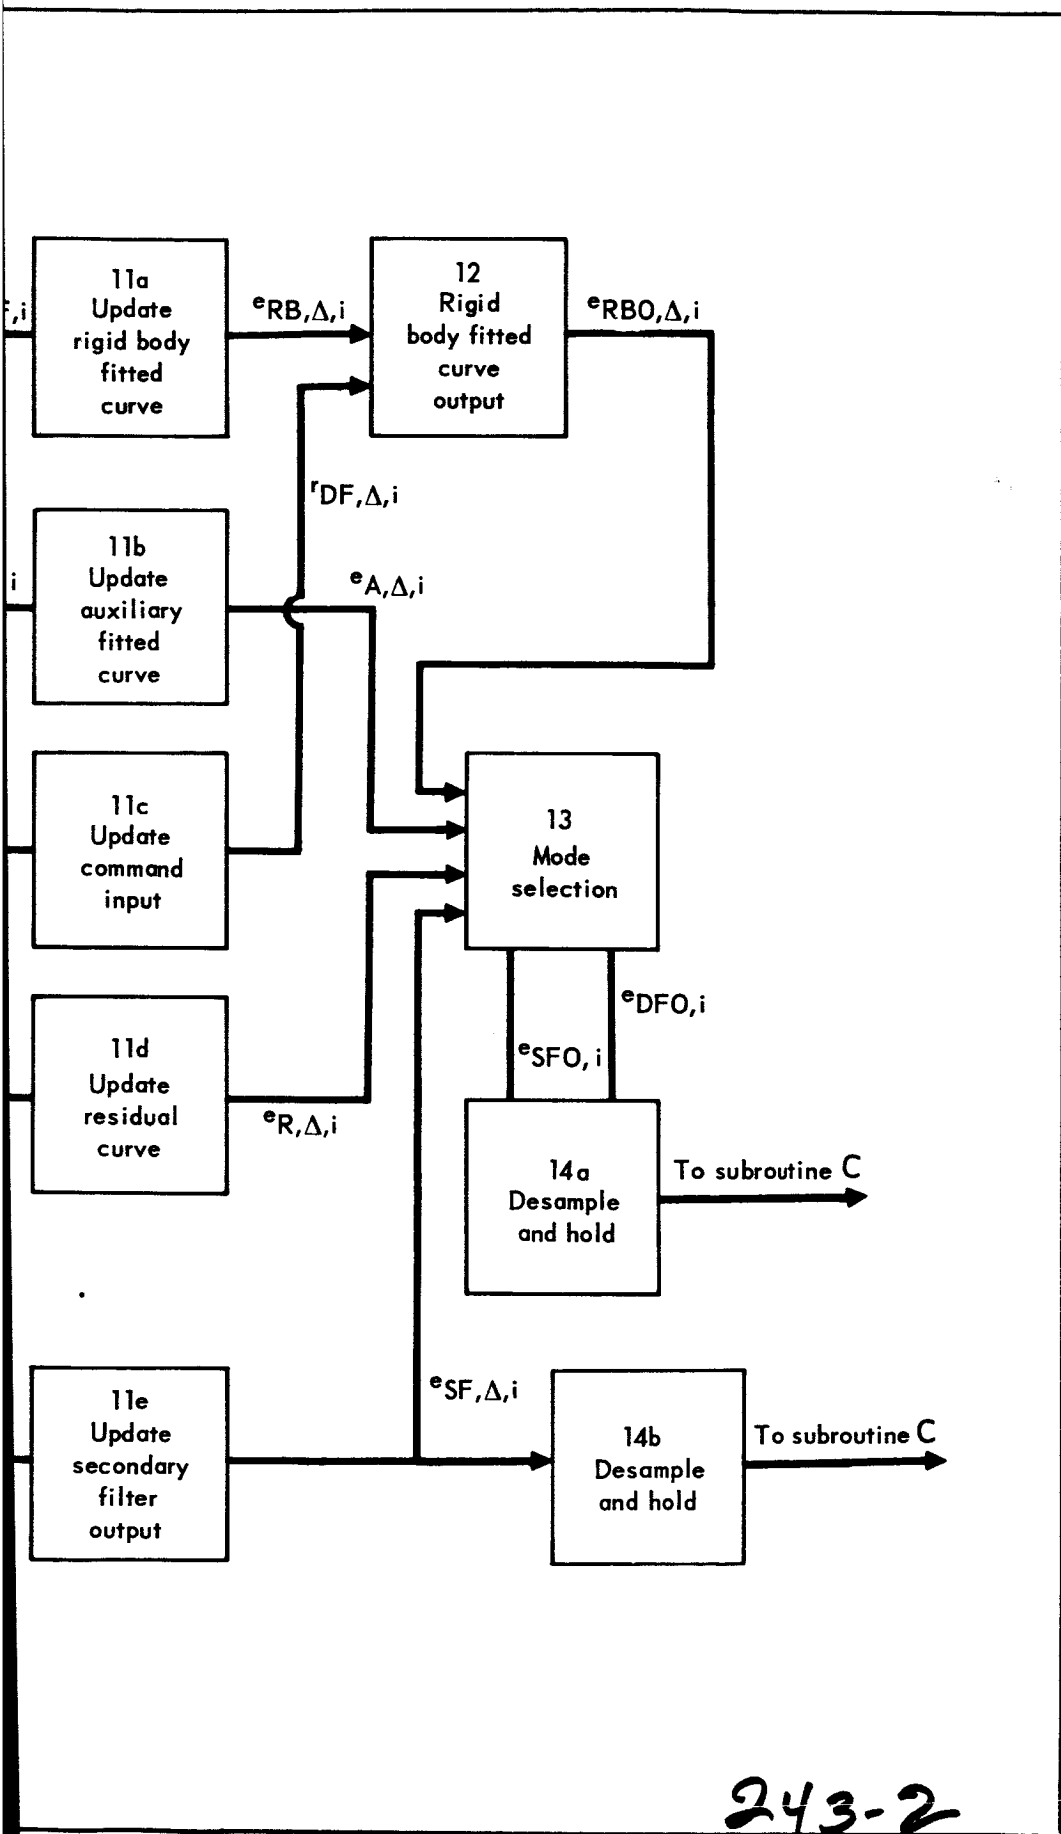 11a
Update
rigid body
fitted
curve
eRB,Δ,i
12
Rigid
body fitted
curve
output
eRBO,Δ,i
F,i
rDF,Δ,i
11b
Update
auxiliary
fitted
curve
i
eA,Δ,i
11c
Update
command
input
13
Mode
selection
eDFO,i
eSFO,i
11d
Update
residual
curve
eR,Δ,i
14a
Desample
and hold
To subroutine C
11e
Update
secondary
filter
output
eSF,Δ,i
14b
Desample
and hold
To subroutine C
243-2